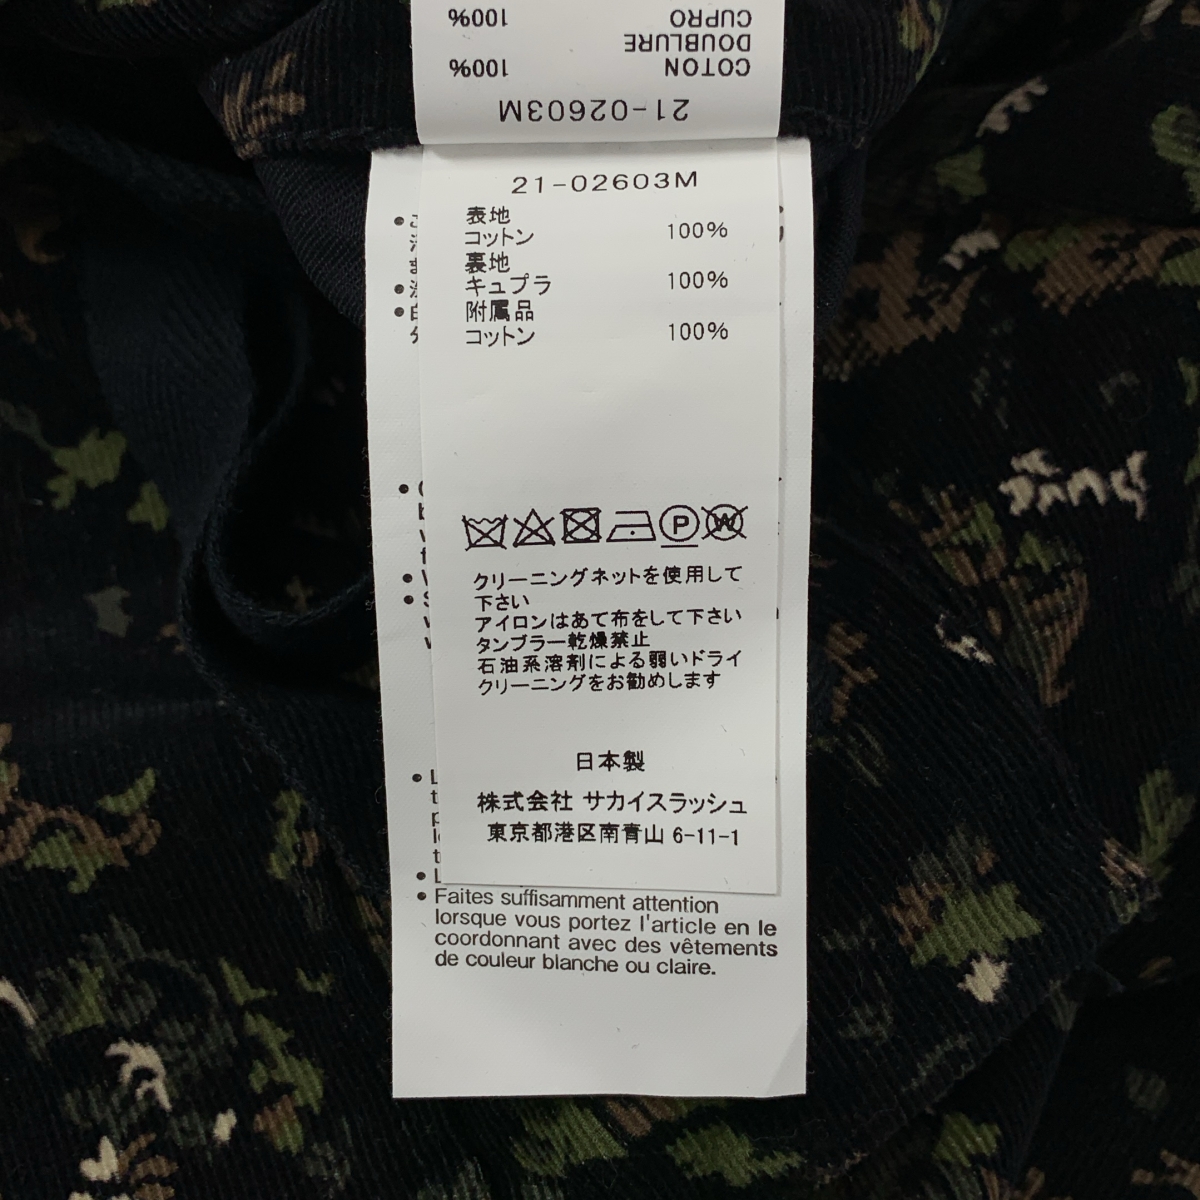 100%
CUPRO
DOUBLURE
COTON 100%
21-02603M
21-02603M
表地
コットン 100%
裏地
キュプラ 100%
附属品
コットン 100%
P
W
クリーニングネットを使用して
下さい
アイロンはあて布をして下さい
タンブラー乾燥禁止
石油系溶剤による弱いドライ
クリーニングをお勧めします
日本製
株式会社 サカイスラッシュ
東京都港区南青山 6-11-1
• Faites suffisamment attention
lorsque vous portez l'article en le
coordonnant avec des vêtements
de couleur blanche ou claire.